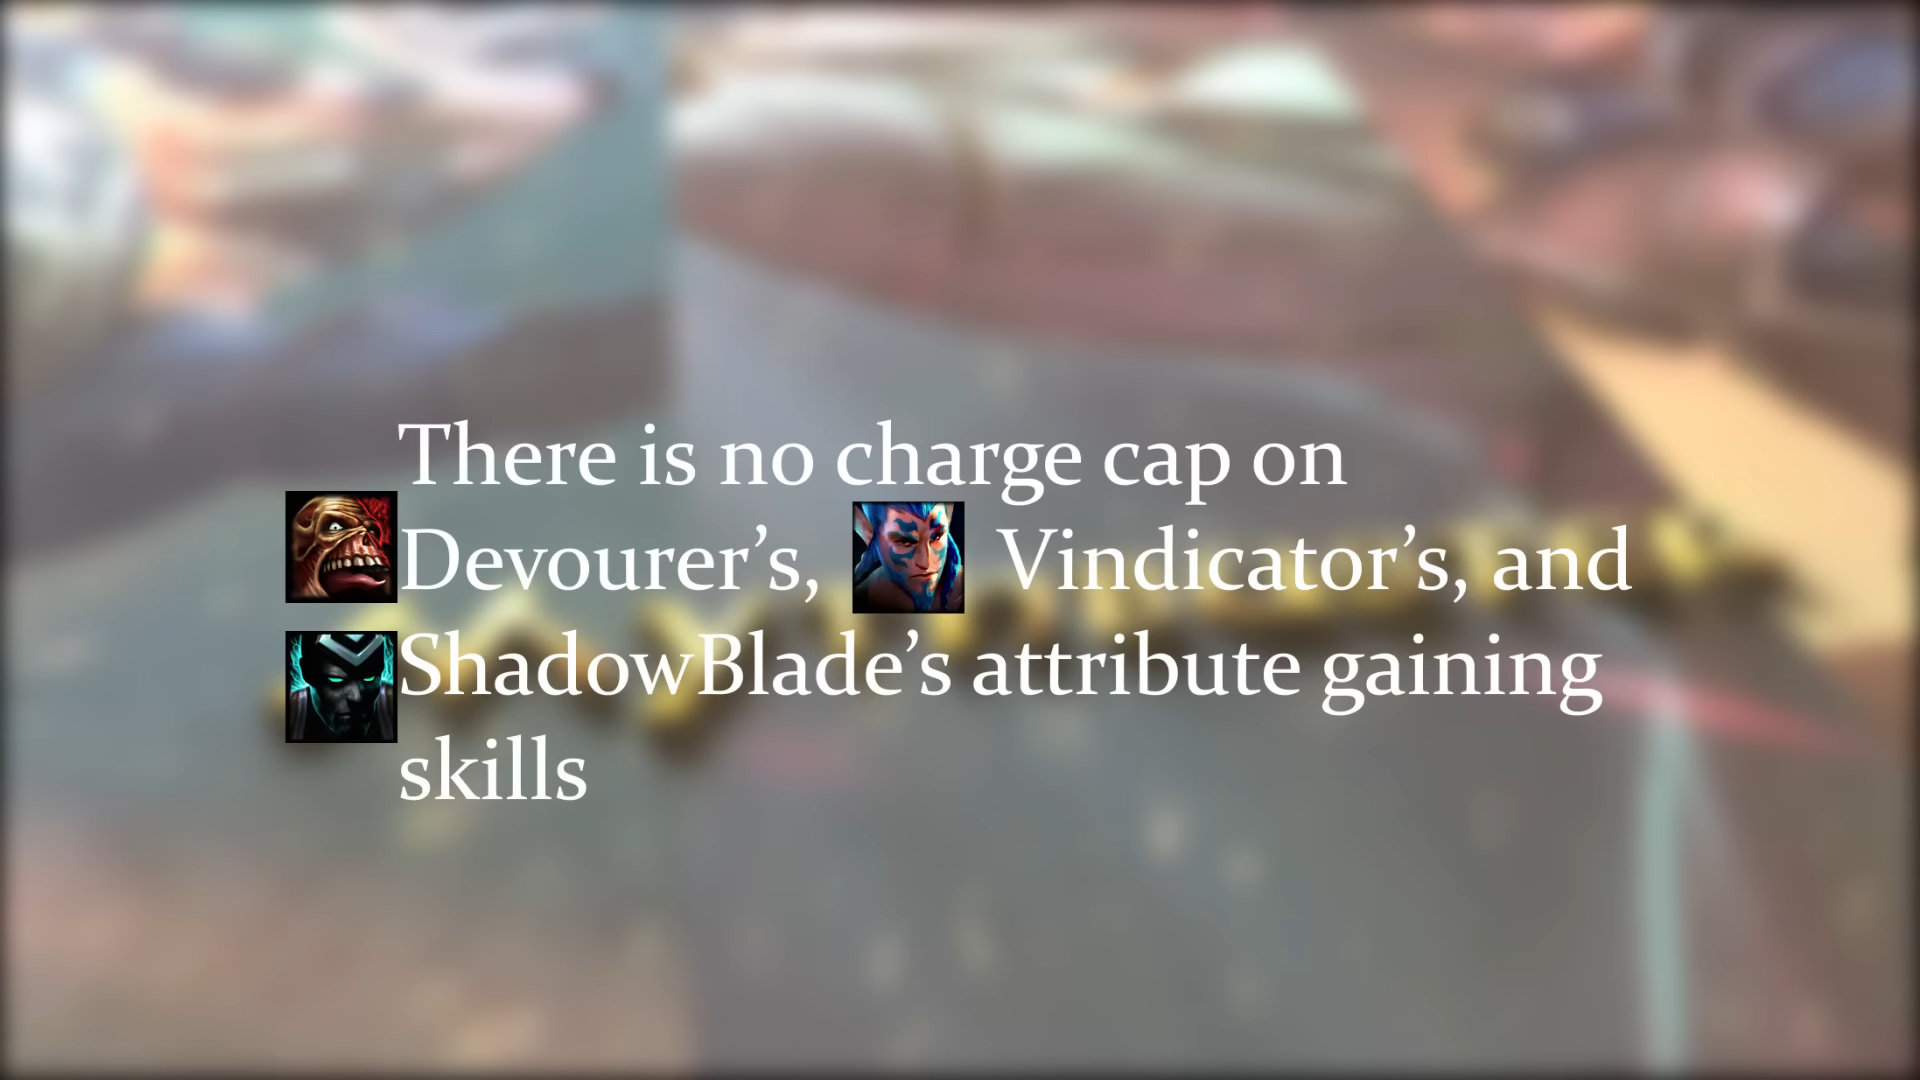 There is no charge cap on
Devourer’s, Vindicator’s, and
ShadowBlade’s attribute gaining
skills